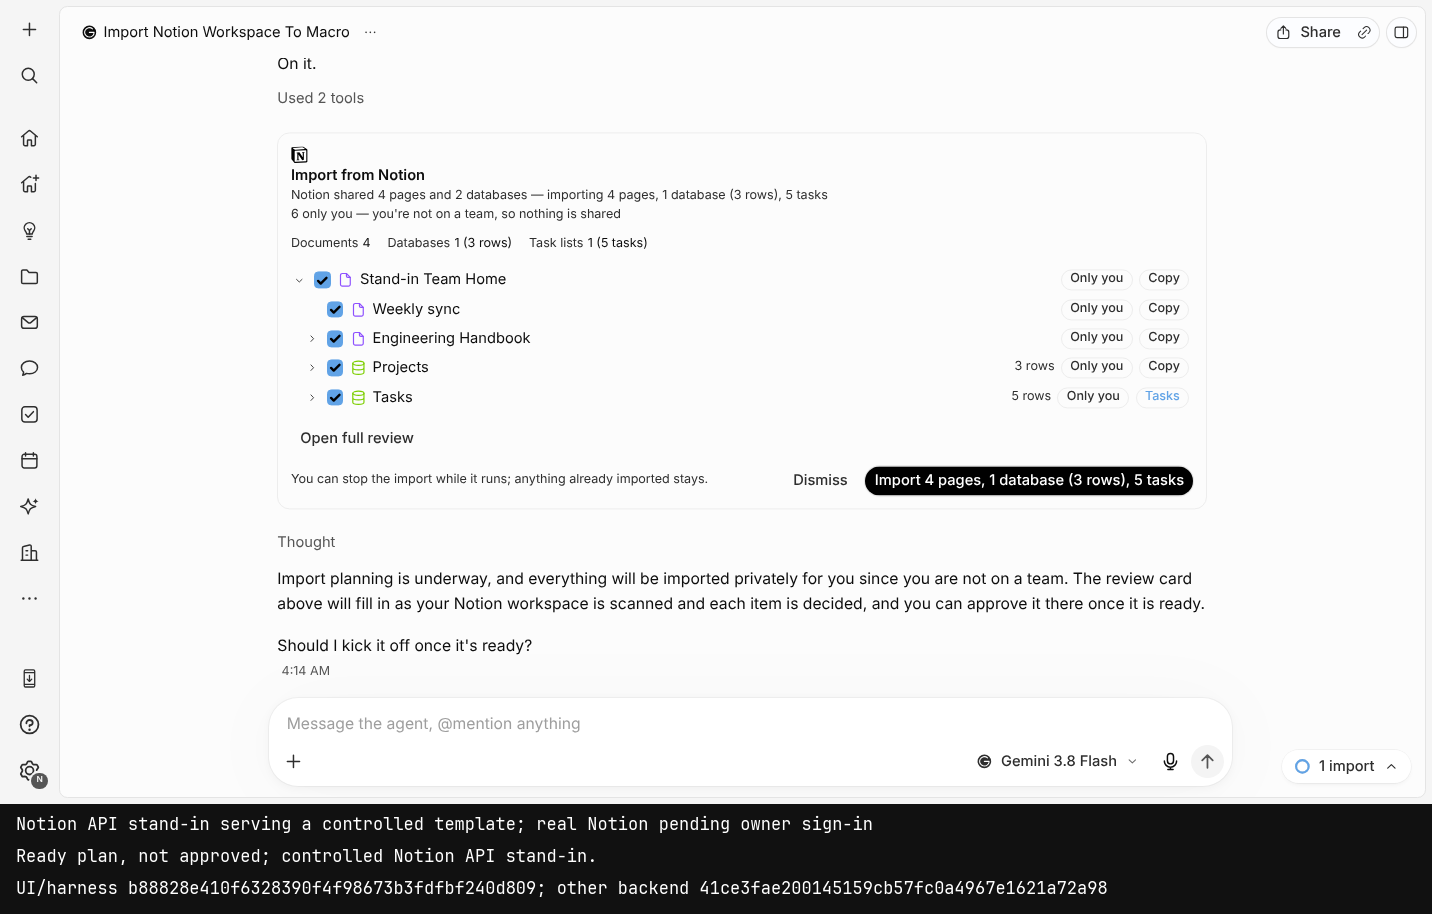 Import Notion Workspace To Macro ...
Share
On it.
Used 2 tools
Import from Notion
Notion shared 4 pages and 2 databases — importing 4 pages, 1 database (3 rows), 5 tasks
6 only you — you're not on a team, so nothing is shared
Documents 4 Databases 1 (3 rows) Task lists 1 (5 tasks)
Stand-in Team Home Only you Copy
Weekly sync Only you Copy
Engineering Handbook Only you Copy
Projects 3 rows Only you Copy
Tasks 5 rows Only you Tasks
Open full review
You can stop the import while it runs; anything already imported stays. Dismiss Import 4 pages, 1 database (3 rows), 5 tasks
Thought
Import planning is underway, and everything will be imported privately for you since you are not on a team. The review card
above will fill in as your Notion workspace is scanned and each item is decided, and you can approve it there once it is ready.
Should I kick it off once it's ready?
4:14 AM
Message the agent, @mention anything
Gemini 3.8 Flash
1 import
N
Notion API stand-in serving a controlled template; real Notion pending owner sign-in
Ready plan, not approved; controlled Notion API stand-in.
UI/harness b88828e410f6328390f4f98673b3fdfbf240d809; other backend 41ce3fae200145159cb57fc0a4967e1621a72a98